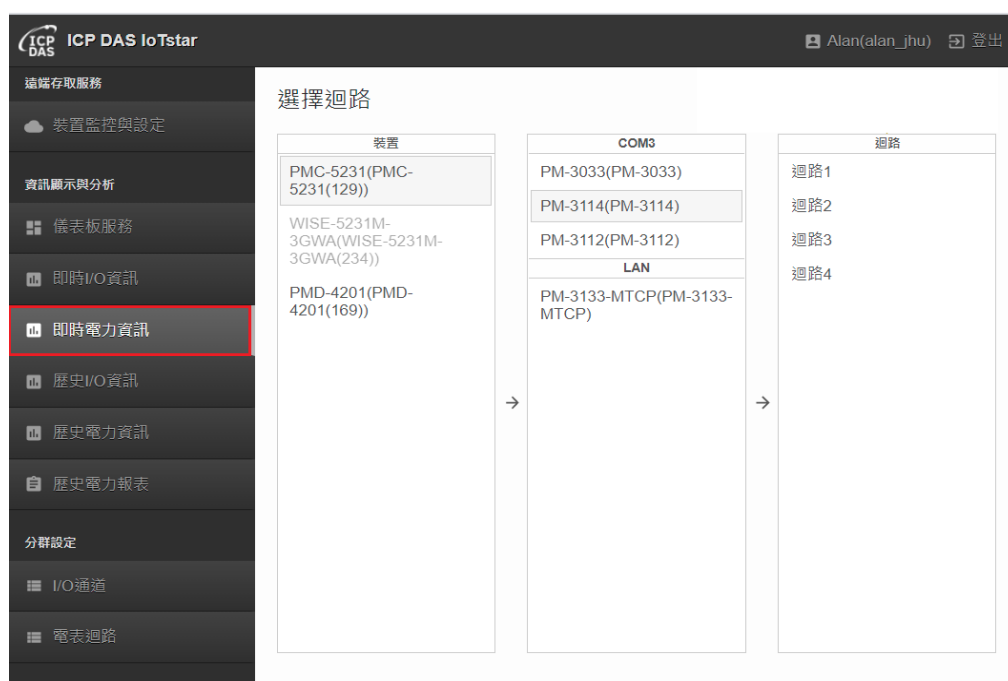 ICP DAS
ICP DAS IoTstar
Alan(alan_jhu)
登出
遠端存取服務
裝置監控與設定
資訊顯示與分析
儀表板服務
即時I/O資訊
即時電力資訊
歷史I/O資訊
歷史電力資訊
歷史電力報表
分群設定
I/O通道
電表迴路
選擇迴路
裝置
PMC-5231(PMC-
5231(129))
WISE-5231M-
3GWA(WISE-5231M-
3GWA(234))
PMD-4201(PMD-
4201(169))
COM3
PM-3033(PM-3033)
PM-3114(PM-3114)
PM-3112(PM-3112)
LAN
PM-3133-MTCP(PM-3133-
MTCP)
迴路
迴路1
迴路2
迴路3
迴路4